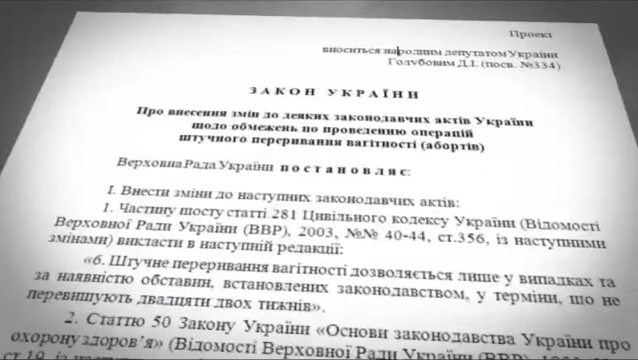 Проект
вноситься народним депутатом України
Голубовим Д.І. (посв. №334)
ЗАКОН УКРАЇНИ
Про внесення змін до деяких законодавчих актів України
щодо обмежень по проведенню операцій
штучного переривання вагітності (абортів)
Верховна Рада України постановляє:
І. Внести зміни до наступних законодавчих актів:
1. Частину шосту статті 281 Цивільного кодексу України (Відомості
Верховної Ради України (ВВР), 2003, №№ 40-44, ст.356, із наступними
змінами) викласти в наступній редакції:
«6. Штучне переривання вагітності дозволяється лише у випадках та
за наявністю обставин, встановлених законодавством, у терміни, що не
перевищують двадцяти двох тижнів».
2. Статтю 50 Закону України «Основи законодавства України про
охорону здоров'я» (Відомості Верховної Ради України (ВВР)
ст.19, із